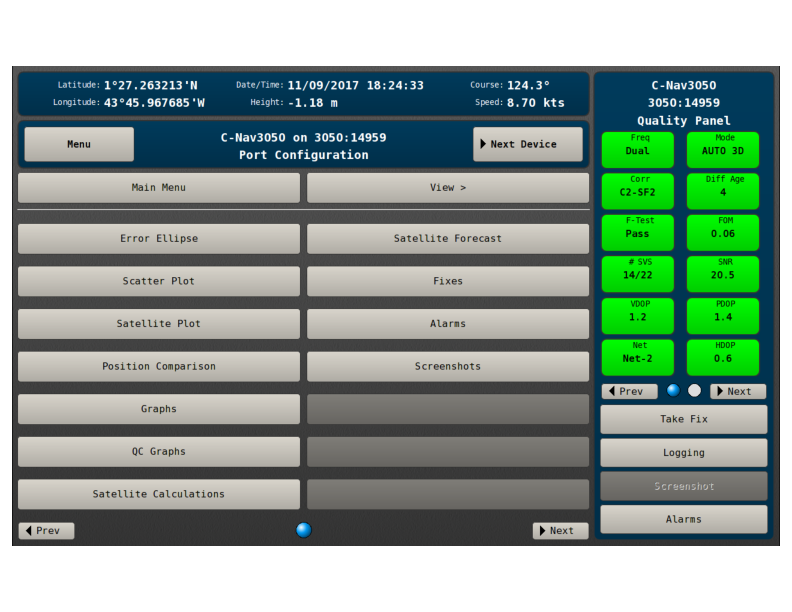 Latitude: 1°27.263213'N
Date/Time: 11/09/2017 18:24:33
Course: 124.3°
Longitude: 43°45.967685'W
Height: -1.18 m
Speed: 8.70 kts
Menu
C-Nav3050 on 3050:14959
Port Configuration
Next Device
Main Menu
View >
Error Ellipse
Satellite Forecast
Scatter Plot
Fixes
Satellite Plot
Alarms
Position Comparison
Screenshots
Graphs
QC Graphs
Satellite Calculations
Prev
Next
C-Nav3050
3050:14959
Quality Panel
Freq
Dual
Mode
AUTO 3D
Corr
C2-SF2
Diff Age
4
F-Test
Pass
FOM
0.06
# SVS
14/22
SNR
20.5
VDOP
1.2
PDOP
1.4
Net
Net-2
HDOP
0.6
Prev
Next
Take Fix
Logging
Screenshot
Alarms